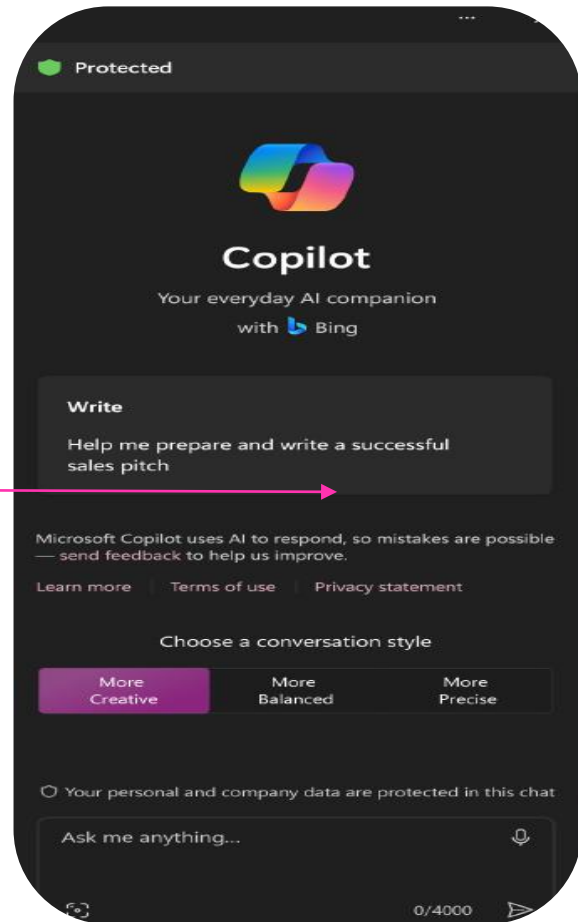 Protected
Copilot
Your everyday AI companion
with Bing
Write
Help me prepare and write a successful
sales pitch
Microsoft Copilot uses AI to respond, so mistakes are possible
— send feedback to help us improve.
Learn more Terms of use Privacy statement
Choose a conversation style
More More More
Creative Balanced Precise
Your personal and company data are protected in this chat
Ask me anything...
0/4000